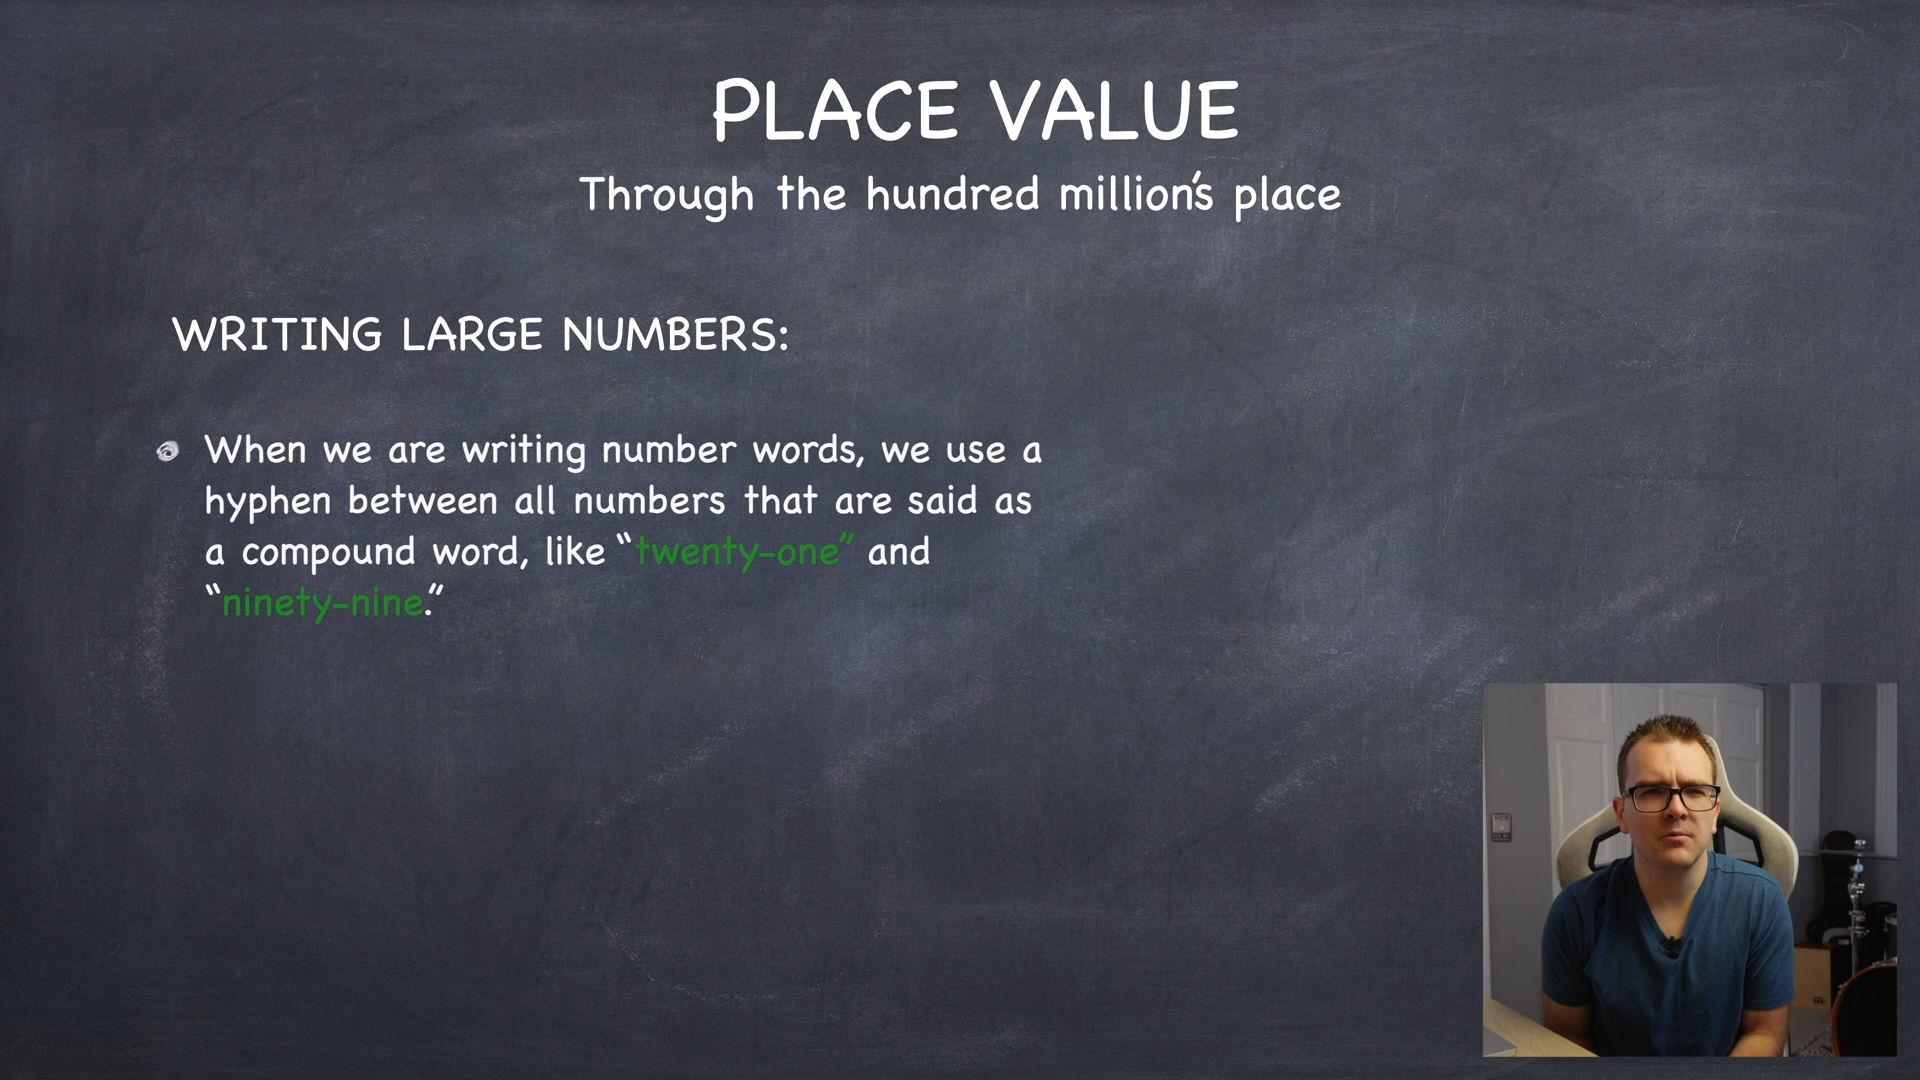 PLACE VALUE
Through the hundred million's place
WRITING LARGE NUMBERS:
When we are writing number words, we use a
hyphen between all numbers that are said as
a compound word, like “twenty-one” and
“ninety-nine.”